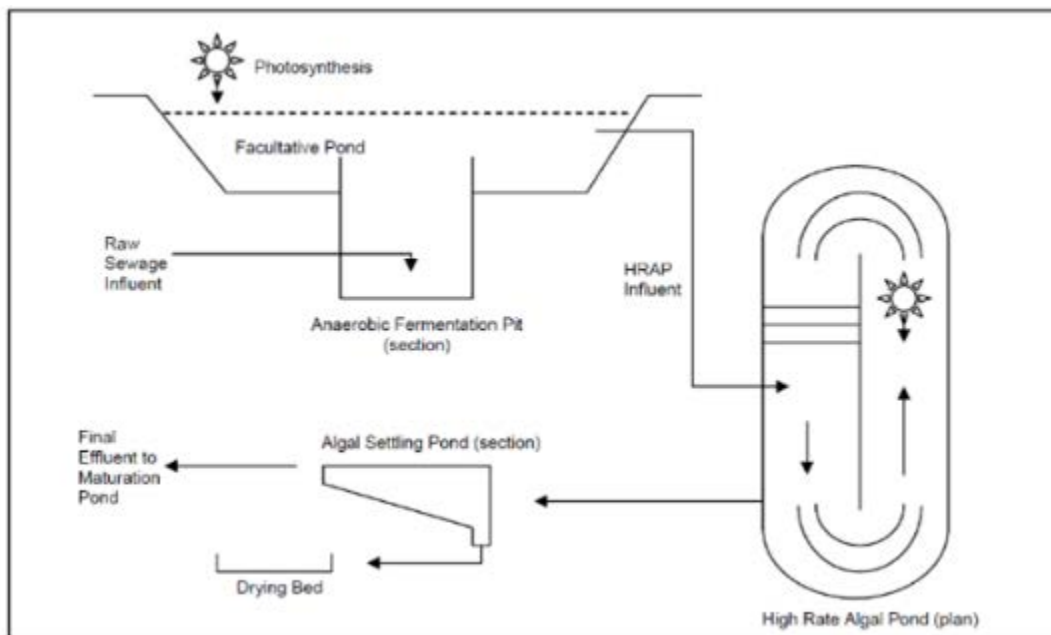 Photosynthesis
Facultative Pond
Raw
Sewage
Influent
HRAP
Influent
Anaerobic Fermentation Pit
(section)
Final
Effluent to
Maturation
Pond
Algal Settling Pond (section)
Drying Bed
High Rate Algal Pond (plan)